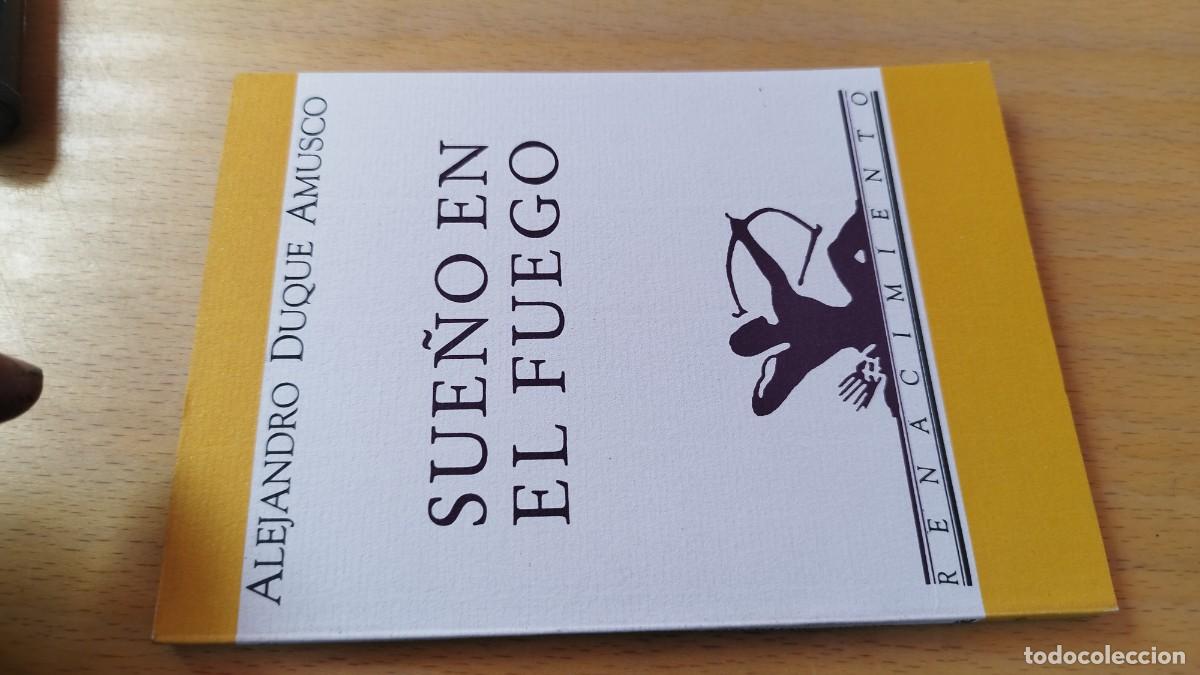 ALEJANDRO DUQUE AMUSCO
SUEÑO EN
EL FUEGO
RENACIMIENTO
todocoleccion